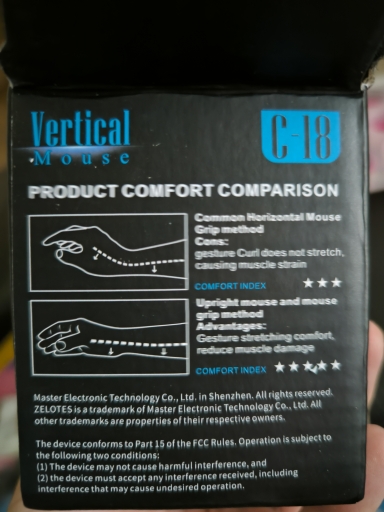 Vertical
Mouse
C-18
PRODUCT COMFORT COMPARISON
Common Horizontal Mouse
Grip method
Cons:
gesture Curl does not stretch,
causing muscle strain
COMFORT INDEX ★★★
Upright mouse and mouse
grip method
Advantages:
Gesture stretching comfort,
reduce muscle damage
COMFORT INDEX ★★★★★
Master Electronic Technology Co., Ltd. in Shenzhen. All rights reserved.
ZELOTES is a trademark of Master Electronic Technology Co., Ltd. All
other trademarks are properties of their respective owners.
The device conforms to Part 15 of the FCC Rules. Operation is subject to
the following two conditions:
(1) The device may not cause harmful interference, and
(2) the device must accept any interference received, including
interference that may cause undesired operation.